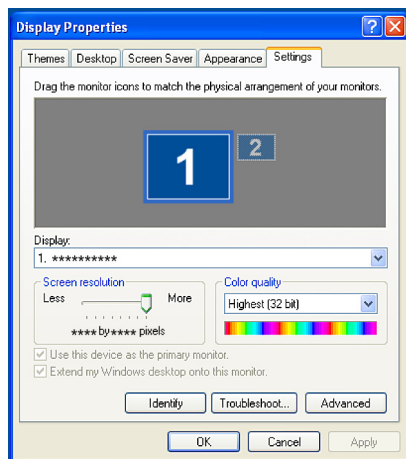 Display Properties
Themes Desktop Screen Saver Appearance Settings
Drag the monitor icons to match the physical arrangement of your monitors.
1 2
Display:
1. **********
Screen resolution Color quality
Less More Highest (32 bit)
**** by **** pixels
Use this device as the primary monitor.
Extend my Windows desktop onto this monitor.
Identify Troubleshoot... Advanced
OK Cancel Apply